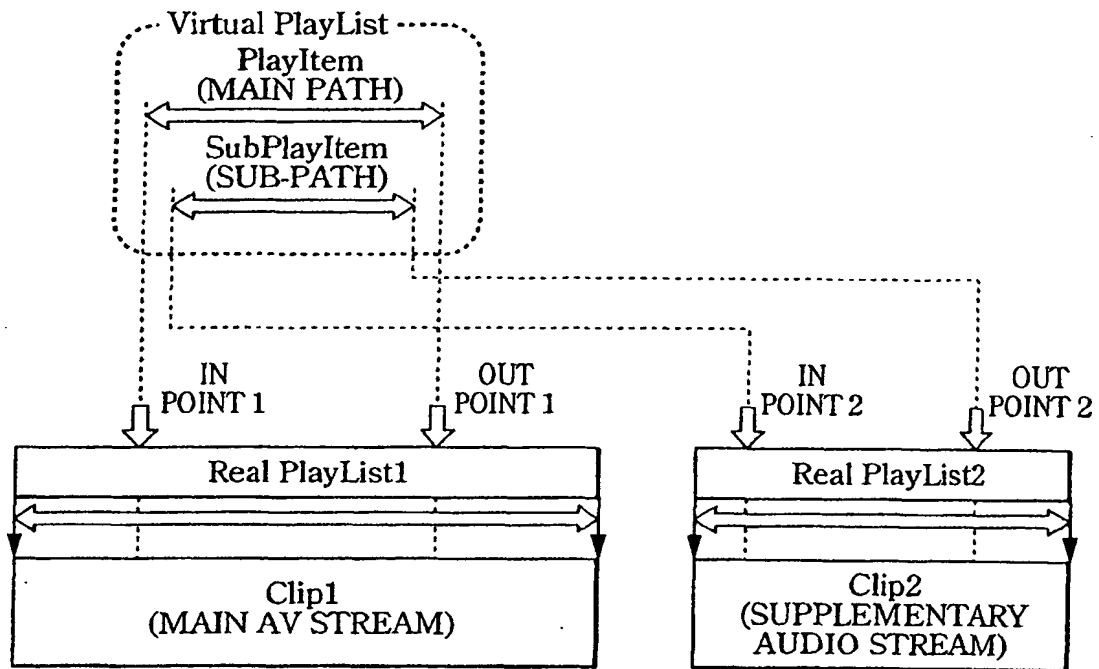 Virtual PlayList
PlayItem
(MAIN PATH)
SubPlayItem
(SUB-PATH)
IN
POINT 1
OUT
POINT 1
IN
POINT 2
OUT
POINT 2
Real PlayList1
Real PlayList2
Clip1
(MAIN AV STREAM)
Clip2
(SUPPLEMENTARY
AUDIO STREAM)